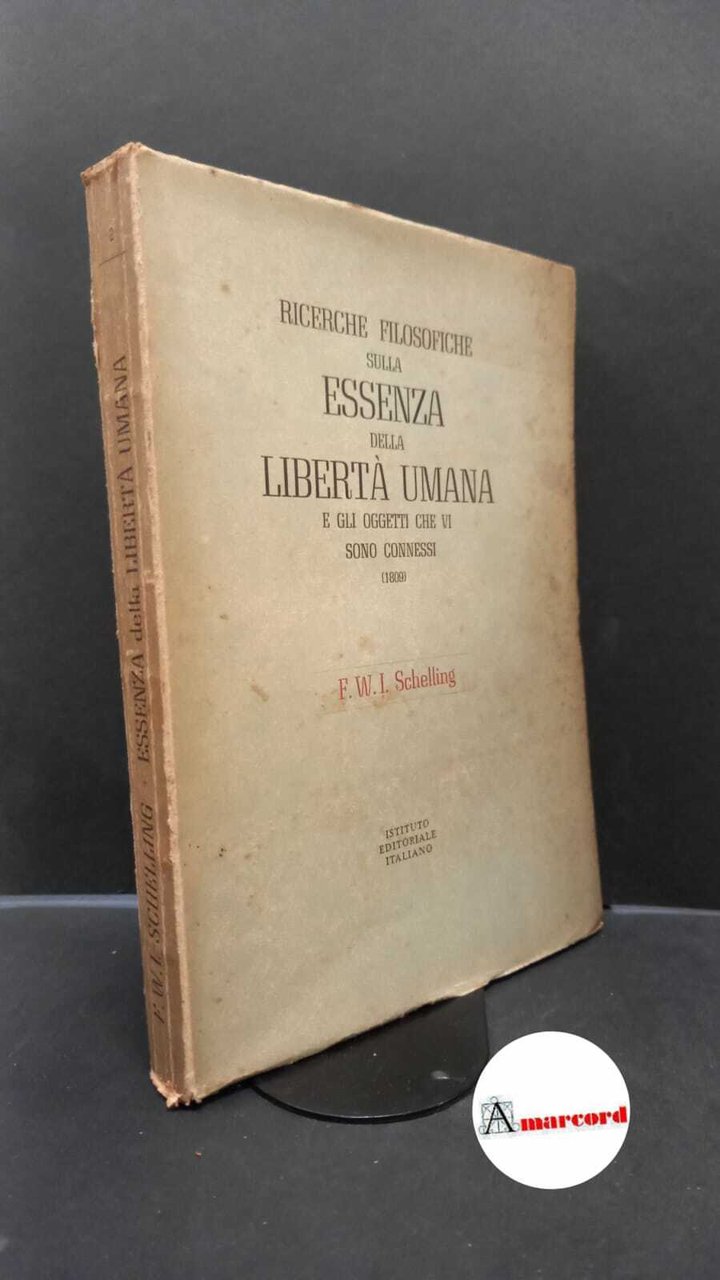 RICERCHE FILOSOFICHE
SULLA
ESSENZA
DELLA
LIBERTÀ UMANA
E GLI OGGETTI CHE VI
SONO CONNESSI
(1809)
F. W. I. Schelling
ISTITUTO
EDITORIALE
ITALIANO
F. W. I. SCHELLING · ESSENZA della LIBERTÀ UMANA
Amarcord